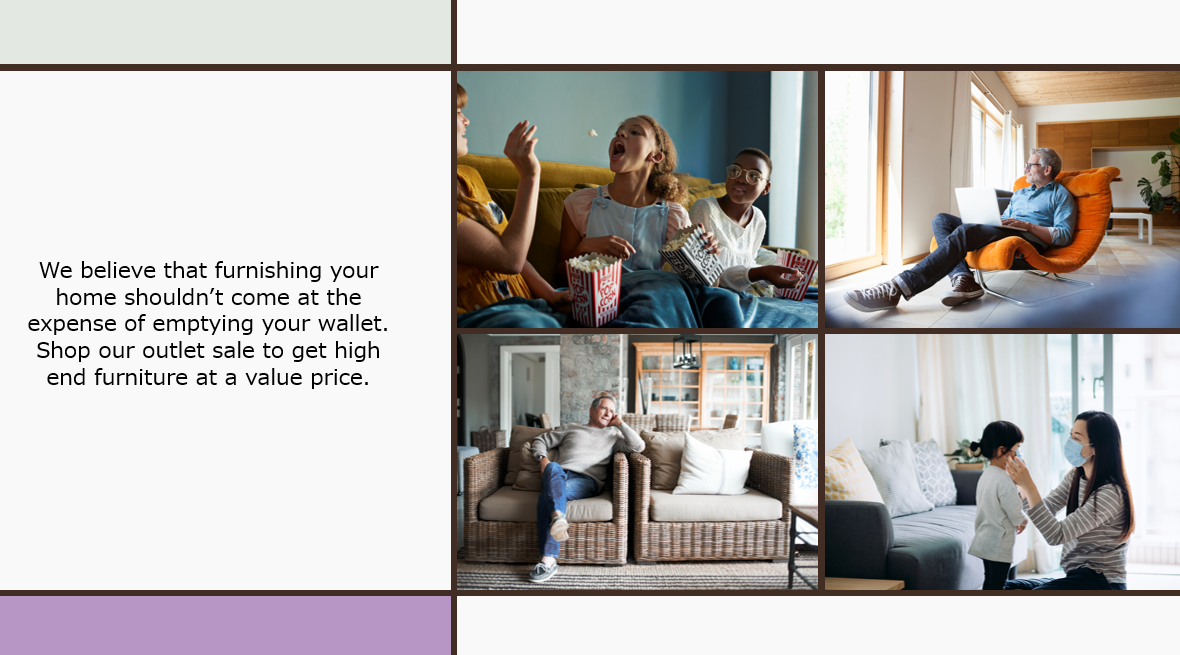 We believe that furnishing your
home shouldn’t come at the
expense of emptying your wallet.
Shop our outlet sale to get high
end furniture at a value price.